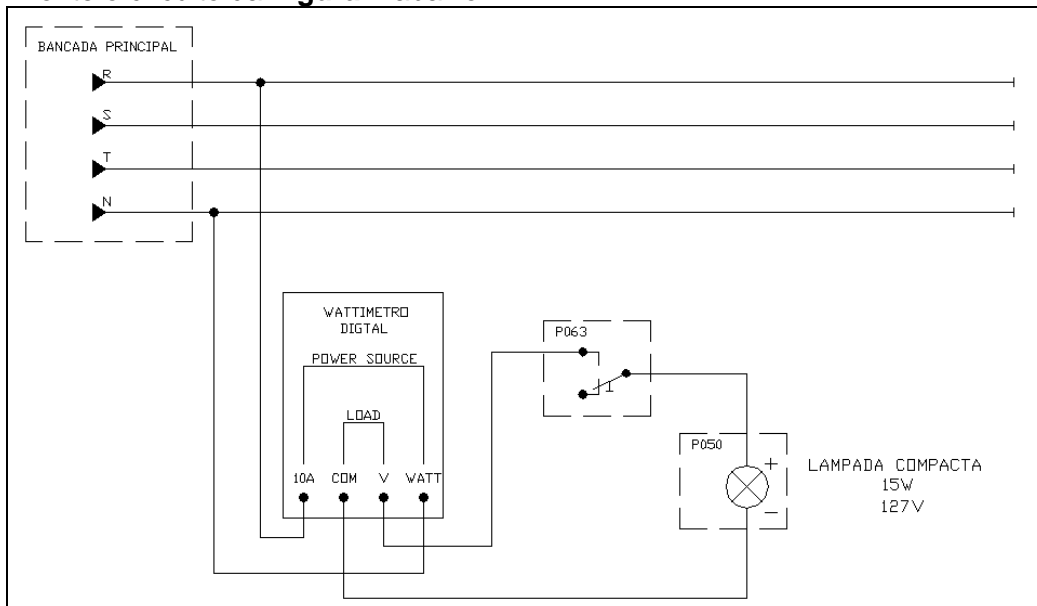 BANCADA PRINCIPAL
R
S
T
N
WATTIMETRO
DIGTAL
POWER SOURCE
LOAD
10A COM V WATT
P063
1
P050
+
-
LAMPADA COMPACTA
15W
127V